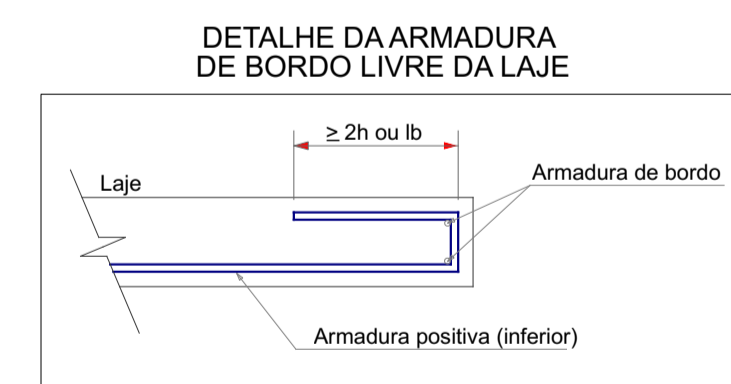 DETALHE DA ARMADURA
DE BORDO LIVRE DA LAJE
≥ 2h ou lb
Laje
Armadura de bordo
Armadura positiva (inferior)